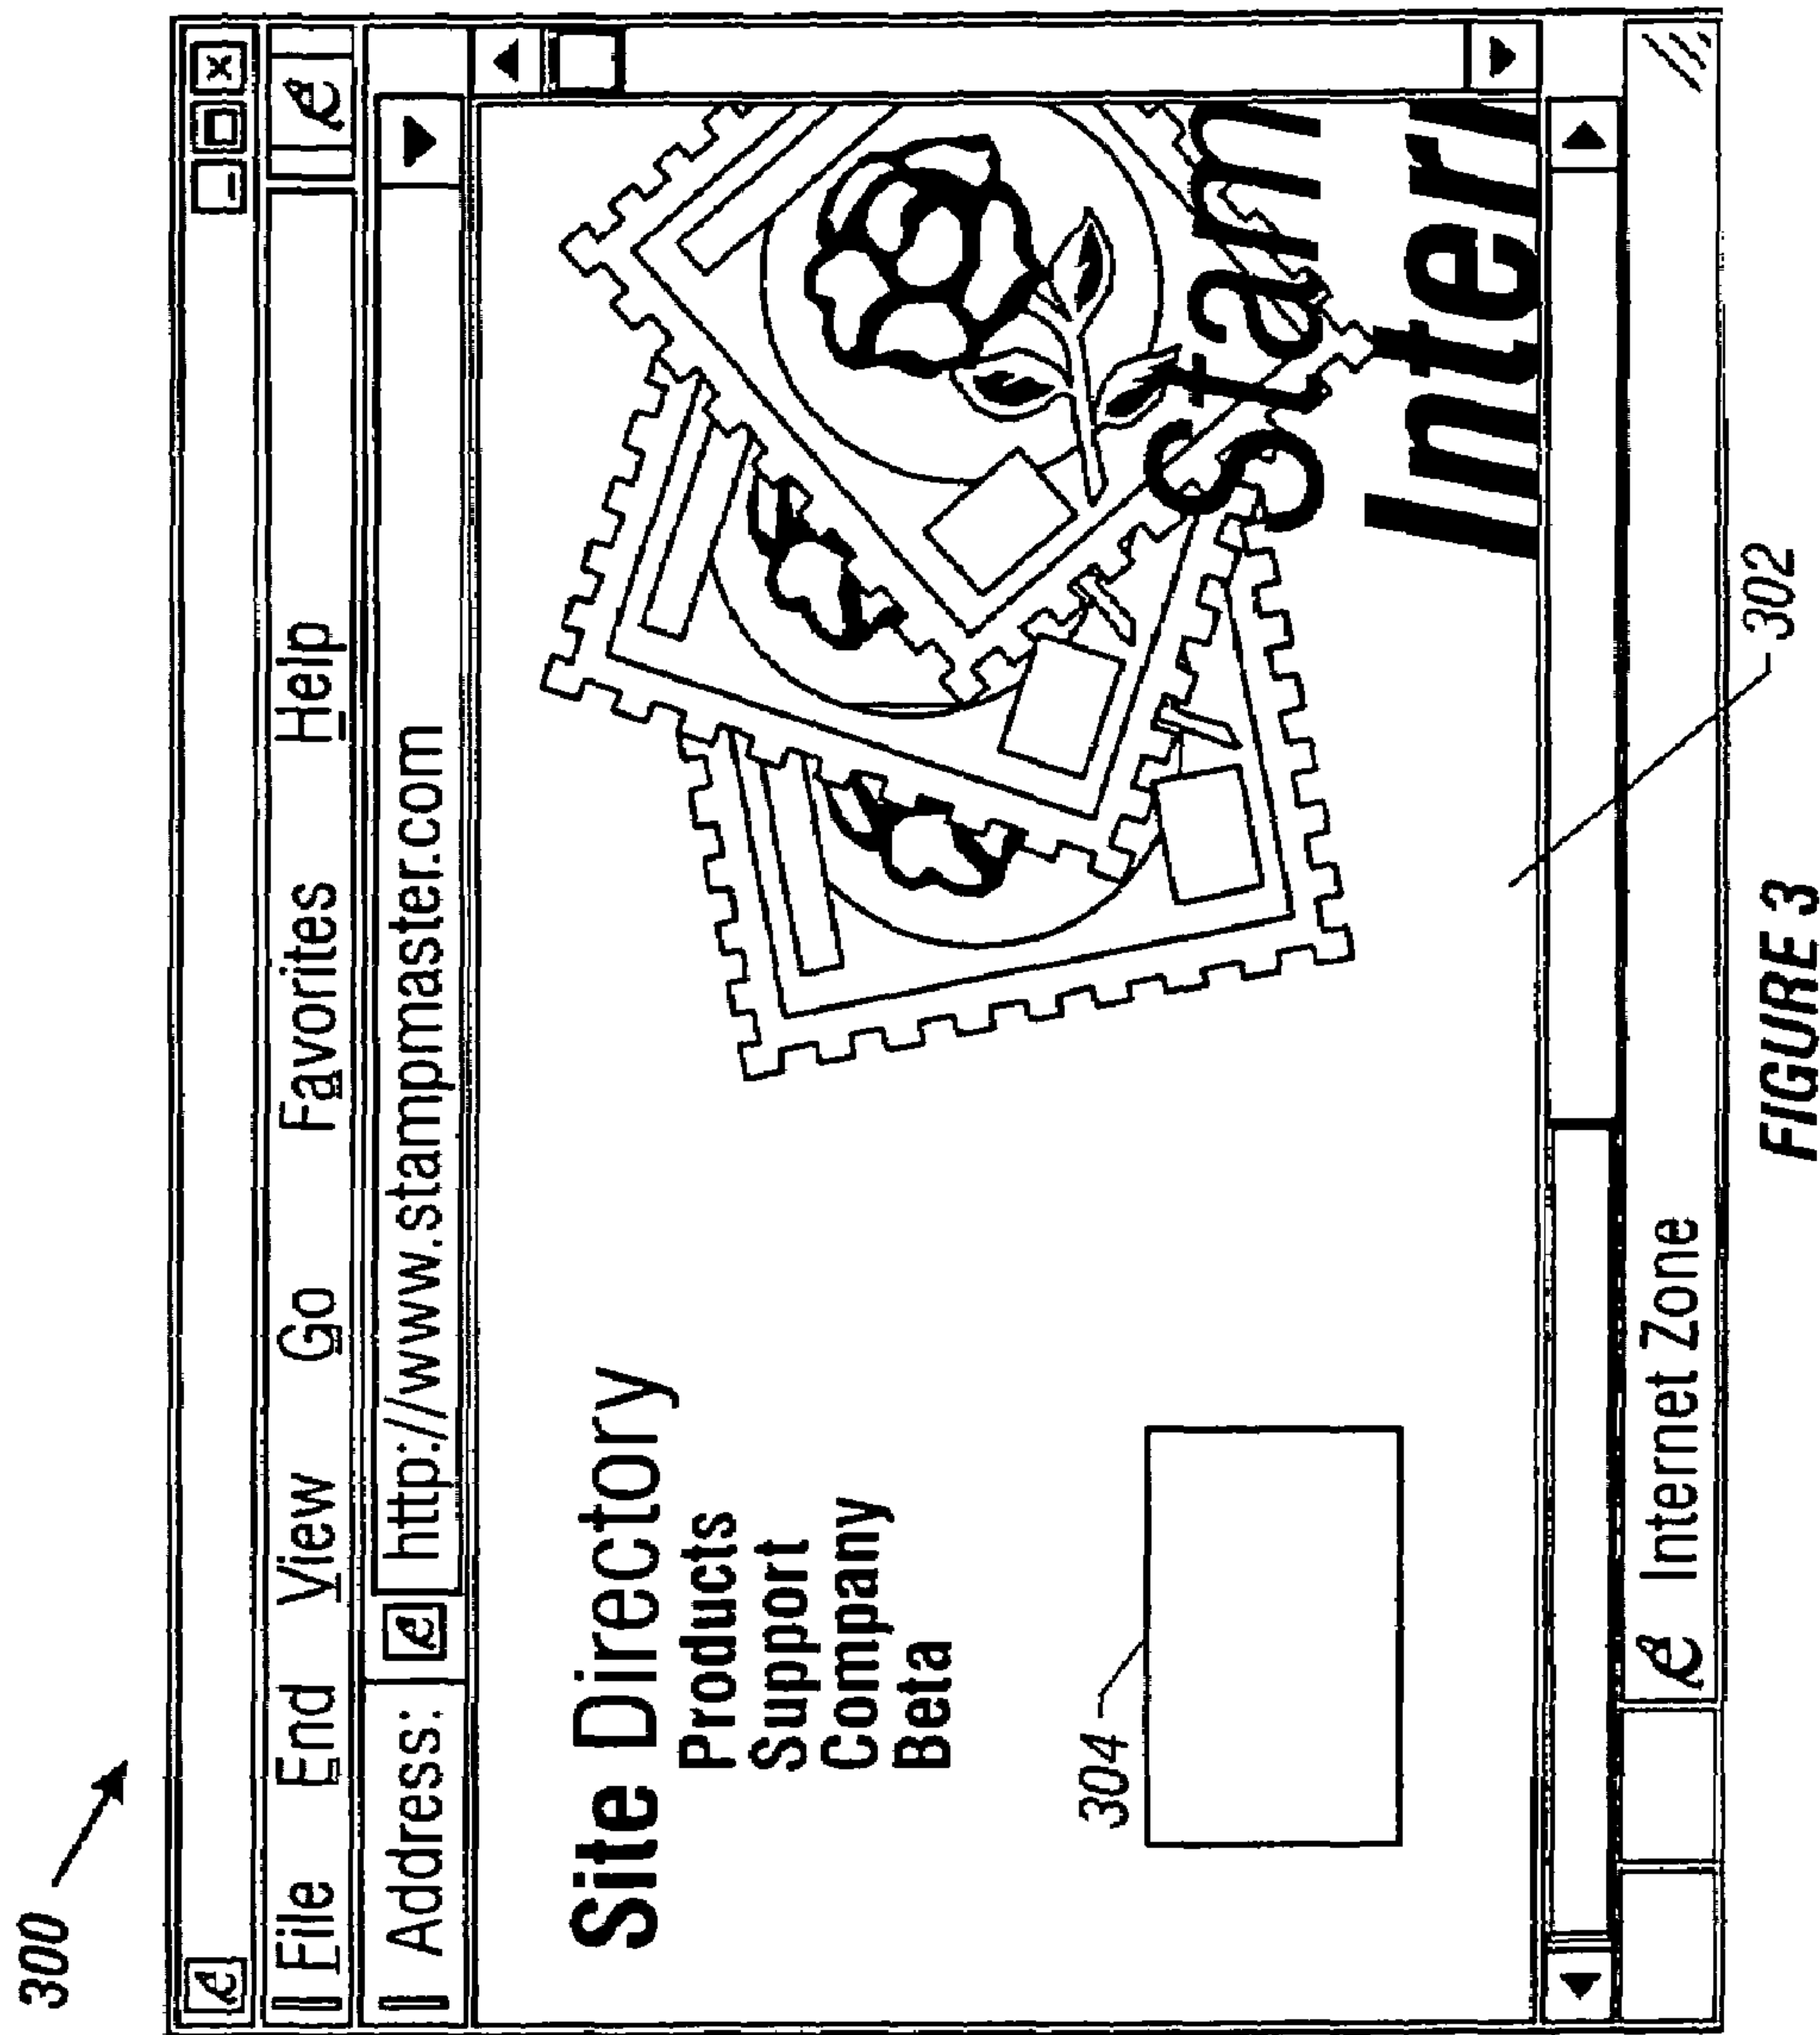 300
File End View Go Favorites Help
Address: http://www.stampmaster.com
Site Directory
Products
Support
Company
Beta
304
Stam
Intern
Internet Zone
302
FIGURE 3